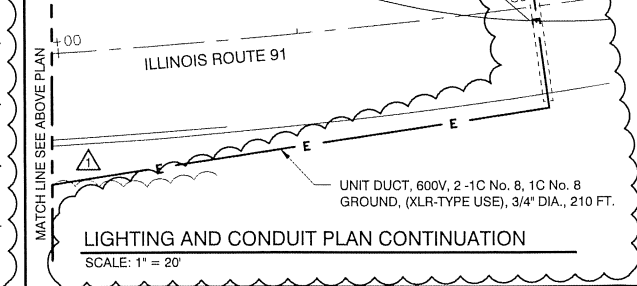 +00
ILLINOIS ROUTE 91
MATCH LINE SEE ABOVE PLAN
1
E
E
E
E
UNIT DUCT, 600V, 2 -1C No. 8, 1C No. 8
GROUND, (XLR-TYPE USE), 3/4" DIA., 210 FT.
LIGHTING AND CONDUIT PLAN CONTINUATION
SCALE: 1" = 20'